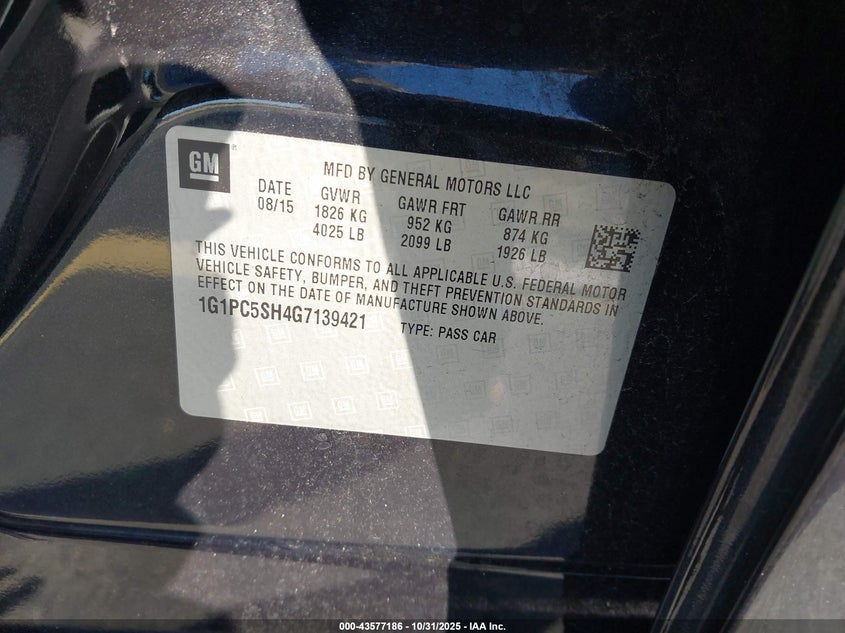 GM
MFD BY GENERAL MOTORS LLC
DATE GVWR GAWR FRT GAWR RR
08/15 1826 KG 952 KG 874 KG
4025 LB 2099 LB 1926 LB
THIS VEHICLE CONFORMS TO ALL APPLICABLE U.S. FEDERAL MOTOR
VEHICLE SAFETY, BUMPER, AND THEFT PREVENTION STANDARDS IN
EFFECT ON THE DATE OF MANUFACTURE SHOWN ABOVE.
1G1PC5SH4G7139421 TYPE: PASS CAR
000-43577186 - 10/31/2025 - IAA Inc.